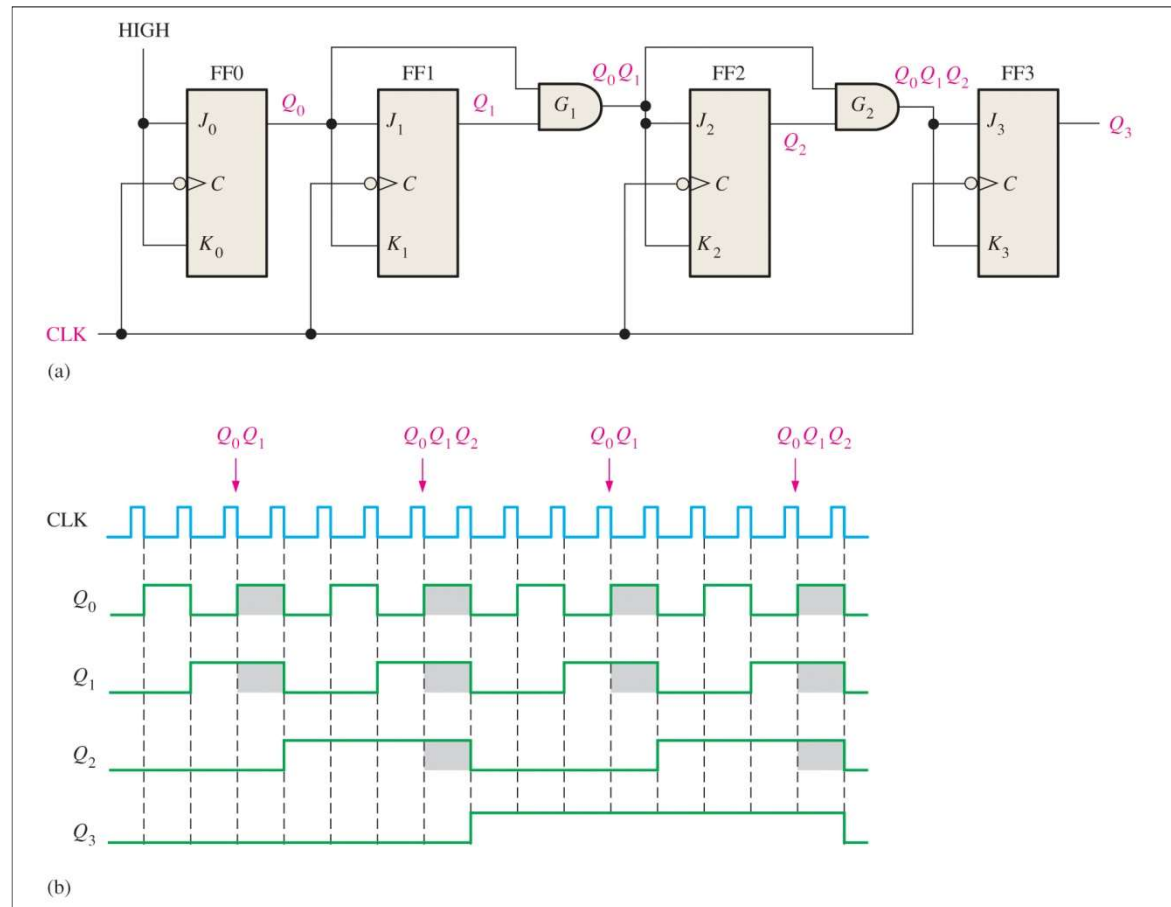 HIGH
FF0 FF1 FF2 FF3
Q₀ Q₁ Q₀Q₁ Q₂ Q₀Q₁Q₂ Q₃
G₁ G₂
J₀ J₁ J₂ J₃
C C C C
K₀ K₁ K₂ K₃
CLK
(a)
Q₀Q₁ Q₀Q₁Q₂ Q₀Q₁ Q₀Q₁Q₂
CLK
Q₀
Q₁
Q₂
Q₃
(b)